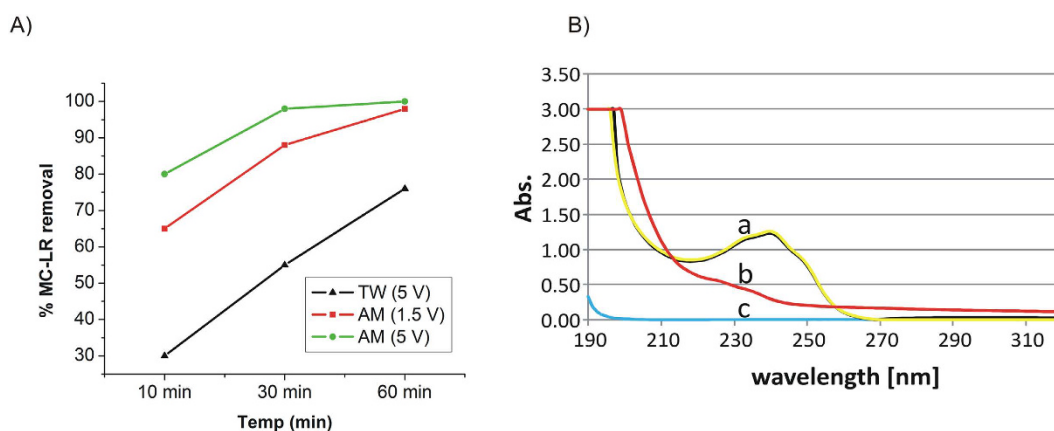 A)
% MC-LR removal
100
90
80
70
60
50
40
30
10 min
30 min
60 min
Temp (min)
TW (5 V)
AM (1.5 V)
AM (5 V)
B)
Abs.
3.50
3.00
2.50
2.00
1.50
1.00
0.50
0.00
a
b
c
190
210
230
250
270
290
310
wavelength [nm]